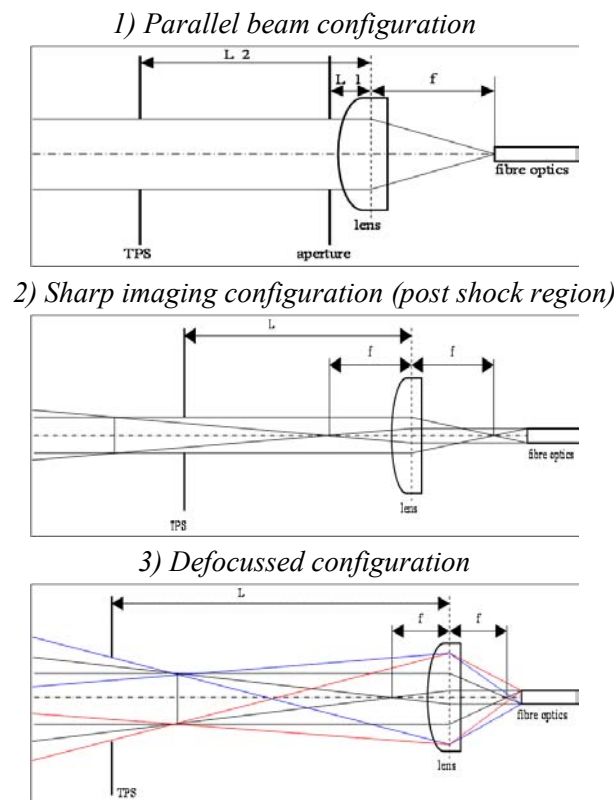 1) Parallel beam configuration
L 2
L 1
f
fibre optics
lens
TPS
aperture
2) Sharp imaging configuration (post shock region)
L
f
f
fibre optics
lens
TPS
3) Defocussed configuration
L
f
f
fibre optics
lens
TPS